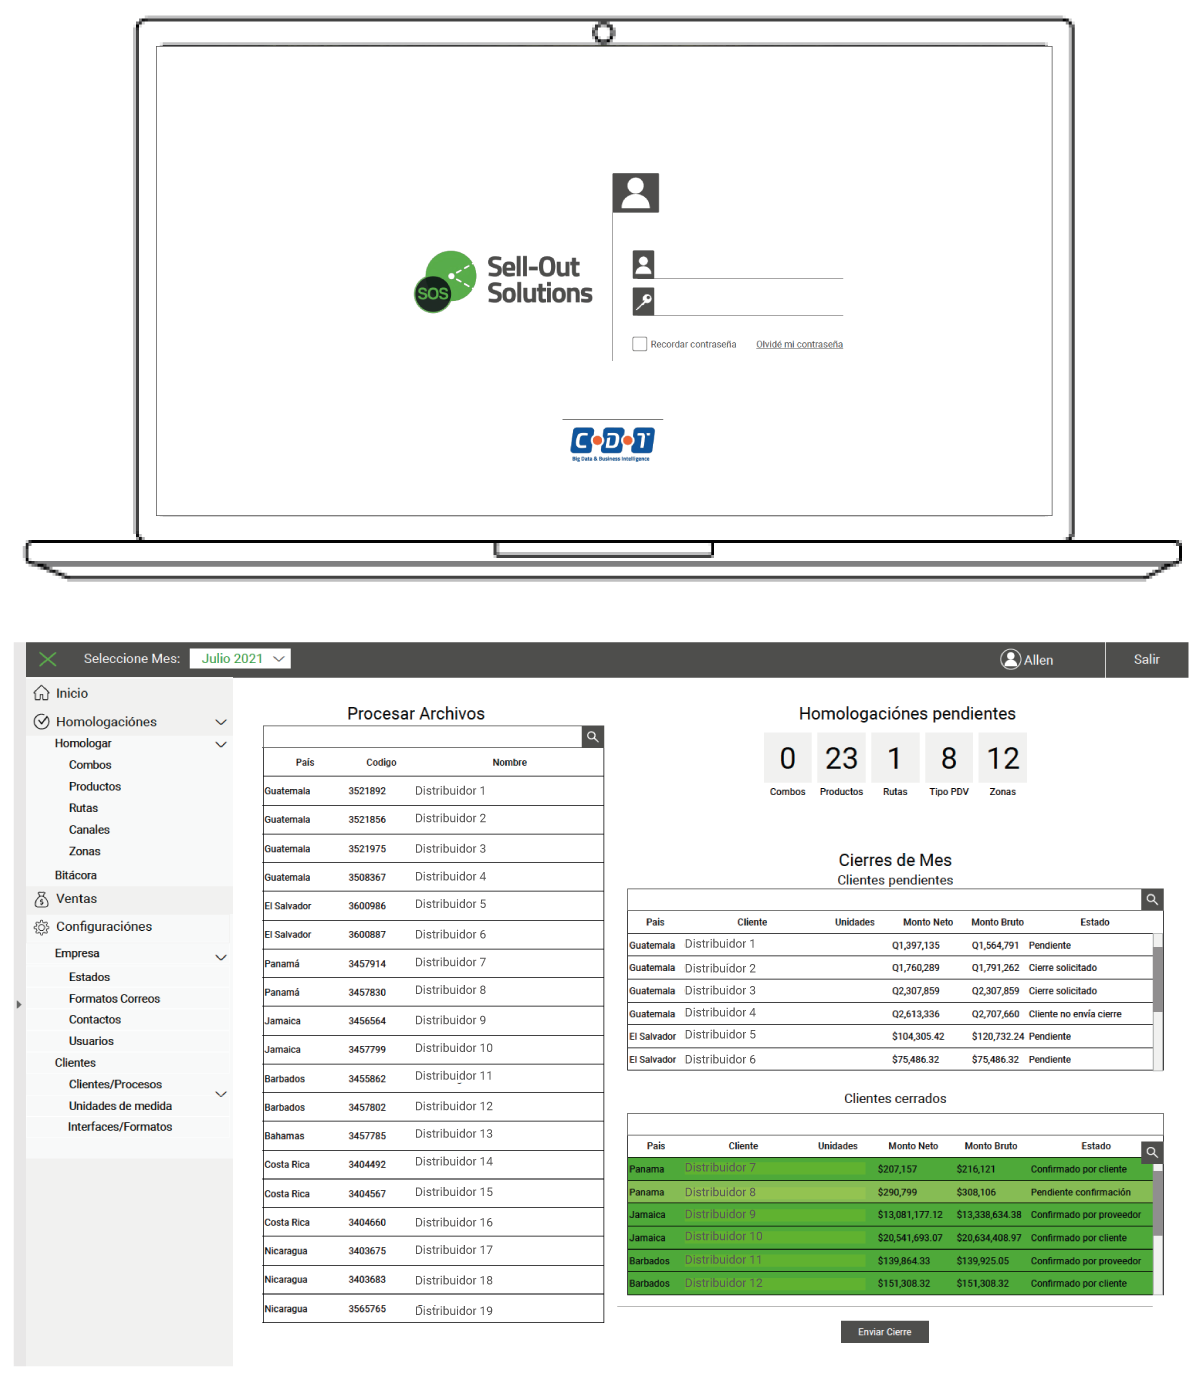 SOS
Sell-Out
Solutions
Recordar contraseña Olvidé mi contraseña
C•D•T
Big Data & Business Intelligence
Seleccione Mes: Julio 2021 Allen Salir
Inicio
Homologaciónes
Homologar
Combos
Productos
Rutas
Canales
Zonas
Bitácora
Ventas
Configuraciónes
Empresa
Estados
Formatos Correos
Contactos
Usuarios
Clientes
Clientes/Procesos
Unidades de medida
Interfaces/Formatos
Procesar Archivos
País Codigo Nombre
Guatemala 3521892 Distribuidor 1
Guatemala 3521856 Distribuidor 2
Guatemala 3521975 Distribuidor 3
Guatemala 3508367 Distribuidor 4
El Salvador 3600986 Distribuidor 5
El Salvador 3600887 Distribuidor 6
Panamá 3457914 Distribuidor 7
Panamá 3457830 Distribuidor 8
Jamaica 3456564 Distribuidor 9
Jamaica 3457799 Distribuidor 10
Barbados 3455862 Distribuidor 11
Barbados 3457802 Distribuidor 12
Bahamas 3457785 Distribuidor 13
Costa Rica 3404492 Distribuidor 14
Costa Rica 3404567 Distribuidor 15
Costa Rica 3404660 Distribuidor 16
Nicaragua 3403675 Distribuidor 17
Nicaragua 3403683 Distribuidor 18
Nicaragua 3565765 Distribuidor 19
Homologaciónes pendientes
0 23 1 8 12
Combos Productos Rutas Tipo PDV Zonas
Cierres de Mes
Clientes pendientes
País Cliente Unidades Monto Neto Monto Bruto Estado
Guatemala Distribuidor 1 Q1,397,135 Q1,564,791 Pendiente
Guatemala Distribuidor 2 Q1,760,289 Q1,791,262 Cierre solicitado
Guatemala Distribuidor 3 Q2,307,859 Q2,307,859 Cierre solicitado
Guatemala Distribuidor 4 Q2,613,336 Q2,707,660 Cliente no envía cierre
El Salvador Distribuidor 5 $104,305.42 $120,732.24 Pendiente
El Salvador Distribuidor 6 $75,486.32 $75,486.32 Pendiente
Clientes cerrados
País Cliente Unidades Monto Neto Monto Bruto Estado
Panama Distribuidor 7 $207,157 $216,121 Confirmado por cliente
Panama Distribuidor 8 $290,799 $308,106 Pendiente confirmación
Jamaica Distribuidor 9 $13,081,177.12 $13,338,634.38 Confirmado por proveedor
Jamaica Distribuidor 10 $20,541,693.07 $20,634,408.97 Confirmado por cliente
Barbados Distribuidor 11 $139,864.33 $139,925.05 Confirmado por proveedor
Barbados Distribuidor 12 $151,308.32 $151,308.32 Confirmado por cliente
Enviar Cierre